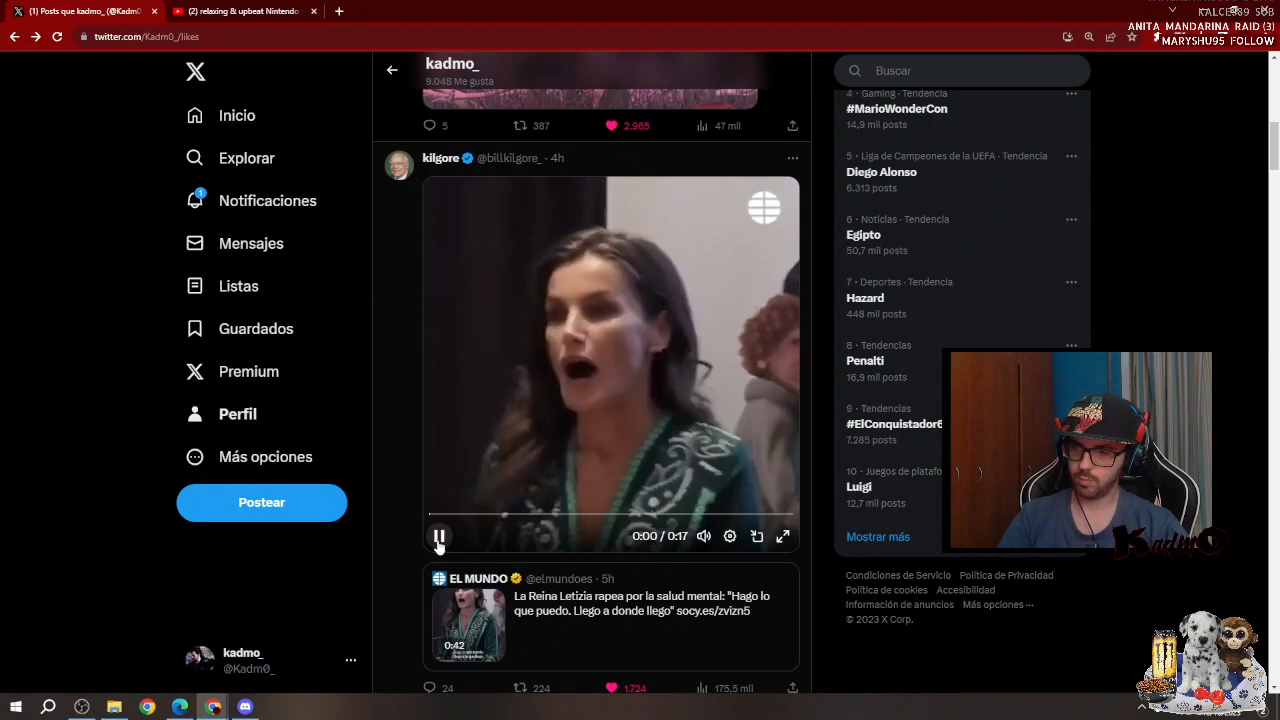 (1) Posts que kadmo_ (@Kadm0
(2) relaxing & upbeat Nintendo
KALCE989 SUB
ANITA_MANDARINA RAID (3)
MARYSHU95 FOLLOW
twitter.com/Kadm0_/likes
Inicio
Explorar
1
Notificaciones
Mensajes
Listas
Guardados
Premium
Perfil
Más opciones
Postear
kadmo_
@Kadm0_
kadmo_
9.048 Me gusta
5
387
2.965
47 mil
kilgore @billkilgore_ · 4h
0:00 / 0:17
EL MUNDO @elmundoes · 5h
La Reina Letizia rapea por la salud mental: "Hago lo
que puedo. Llego a donde llego" socy.es/zvizn5
0:42
24
224
1.724
175,5 mil
Buscar
4 · Gaming · Tendencia
#MarioWonderCon
14,9 mil posts
5 · Liga de Campeones de la UEFA · Tendencia
Diego Alonso
6.313 posts
6 · Noticias · Tendencia
Egipto
50,7 mil posts
7 · Deportes · Tendencia
Hazard
448 mil posts
8 · Tendencias
Penalti
16,9 mil posts
9 · Tendencias
#ElConquistador6
7.285 posts
10 · Juegos de platafo
Luigi
12,7 mil posts
Mostrar más
Kadm0
Condiciones de Servicio Política de Privacidad
Política de cookies Accesibilidad
Información de anuncios Más opciones ···
© 2023 X Corp.